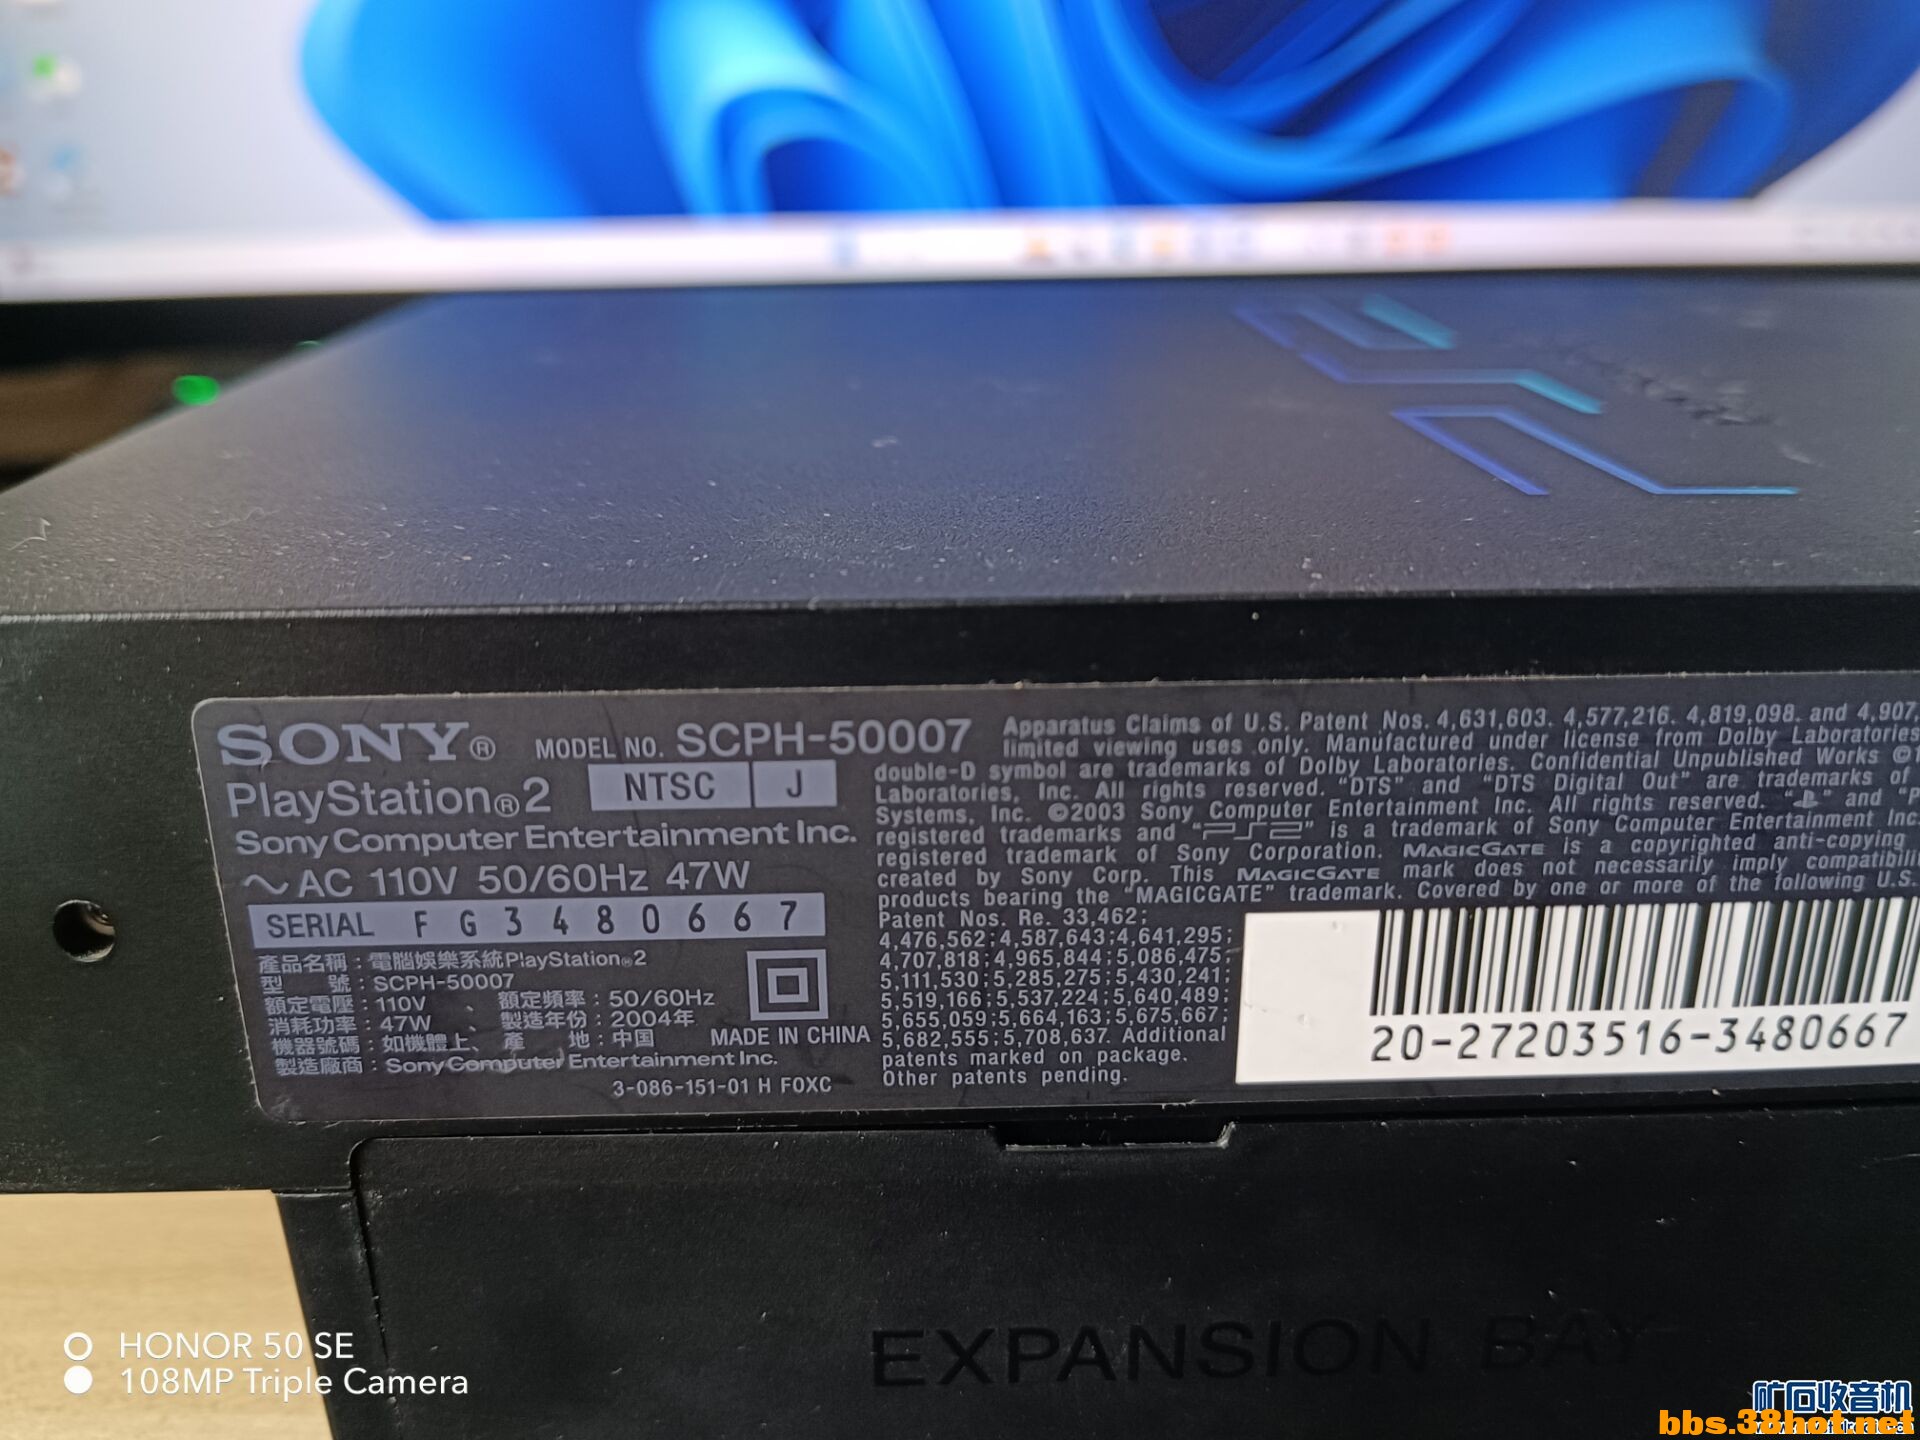 SONY®
MODEL NO. SCPH-50007
PlayStation®2
NTSC J
Sony Computer Entertainment Inc.
～AC 110V 50/60Hz 47W
SERIAL F G 3 4 8 0 6 6 7
產品名稱：電腦娛樂系統PlayStation®2
型　號：SCPH-50007
額定電壓：110V、額定頻率：50/60Hz
消耗功率：47W、製造年份：2004年
機器號碼：如機體上、產　地：中国
製造廠商：Sony Computer Entertainment Inc.
MADE IN CHINA
3-086-151-01 H FOXC
Apparatus Claims of U.S. Patent Nos. 4,631,603. 4,577,216. 4,819,098. and 4,907,
limited viewing uses only. Manufactured under license from Dolby Laboratories.
double-D symbol are trademarks of Dolby Laboratories. Confidential Unpublished Works ©1
Laboratories, Inc. All rights reserved. "DTS" and "DTS Digital Out" are trademarks of
Systems, Inc. ©2003 Sony Computer Entertainment Inc. All rights reserved. " " and "P
registered trademarks and "PS2" is a trademark of Sony Computer Entertainment Inc.
registered trademark of Sony Corporation. MAGICGATE is a copyrighted anti-copying
created by Sony Corp. This MAGICGATE mark does not necessarily imply compatibili
products bearing the "MAGICGATE" trademark. Covered by one or more of the following U.S.
Patent Nos. Re. 33,462;
4,476,562;4,587,643;4,641,295;
4,707,818;4,965,844;5,086,475;
5,111,530;5,285,275;5,430,241;
5,519,166;5,537,224;5,640,489;
5,655,059;5,664,163;5,675,667;
5,682,555;5,708,637. Additional
patents marked on package.
Other patents pending.
20-27203516-3480667
EXPANSION BAY
HONOR 50 SE
108MP Triple Camera
矿石收音机
bbs.38hot.net